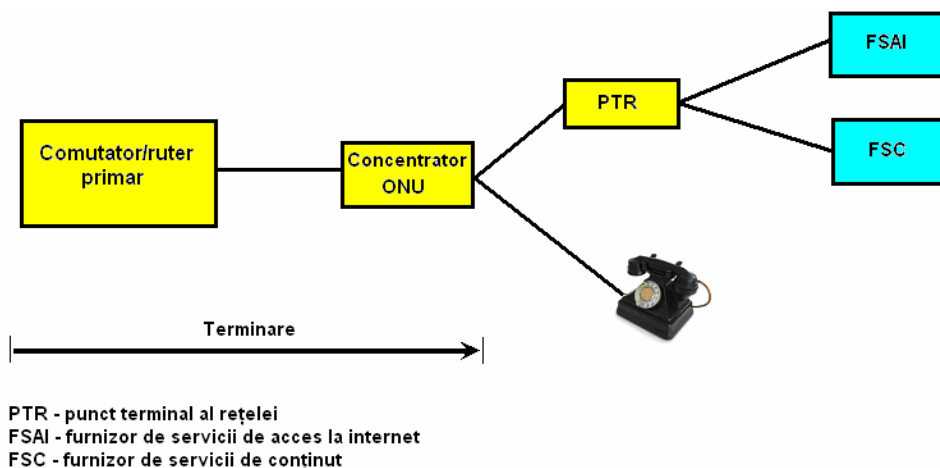 FSAI
PTR
FSC
Comutator/ruter
primar
Concentrator
ONU
Terminare
PTR - punct terminal al rețelei
FSAI - furnizor de servicii de acces la internet
FSC - furnizor de servicii de conținut